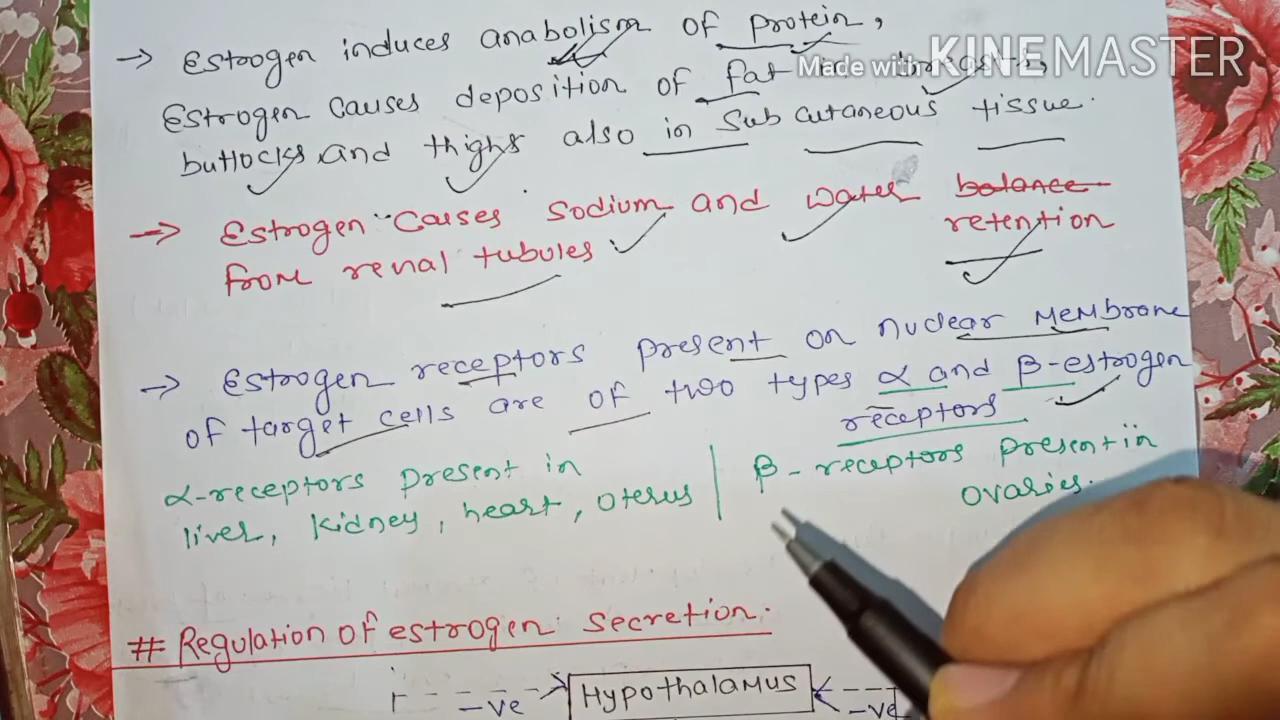 → Estrogen induces anabolism of protein,
Made with KINEMASTER
Estrogen causes deposition of fat
buttocks and thighs also in Subcutaneous tissue.
→ Estrogen causes sodium and water balance
retention
from renal tubules
→ Estrogen receptors present on nuclear membrane
of target cells are of two types α and β-estrogen
receptors
α-receptors present in
liver, kidney, heart, uterus
β-receptors present in
ovaries.
# Regulation of estrogen secretion.
-ve Hypothalamus -ve